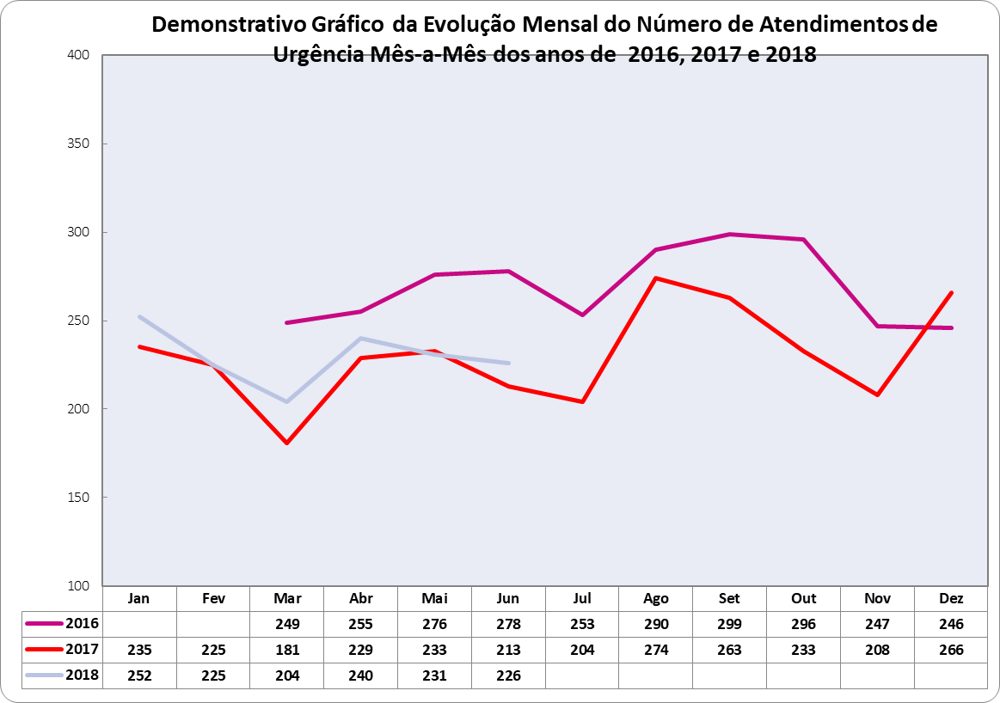 Demonstrativo Gráfico da Evolução Mensal do Número de Atendimentos de
Urgência Mês-a-Mês dos anos de 2016, 2017 e 2018
400
350
300
250
200
150
100
Jan Fev Mar Abr Mai Jun Jul Ago Set Out Nov Dez
2016 249 255 276 278 253 290 299 296 247 246
2017 235 225 181 229 233 213 204 274 263 233 208 266
2018 252 225 204 240 231 226